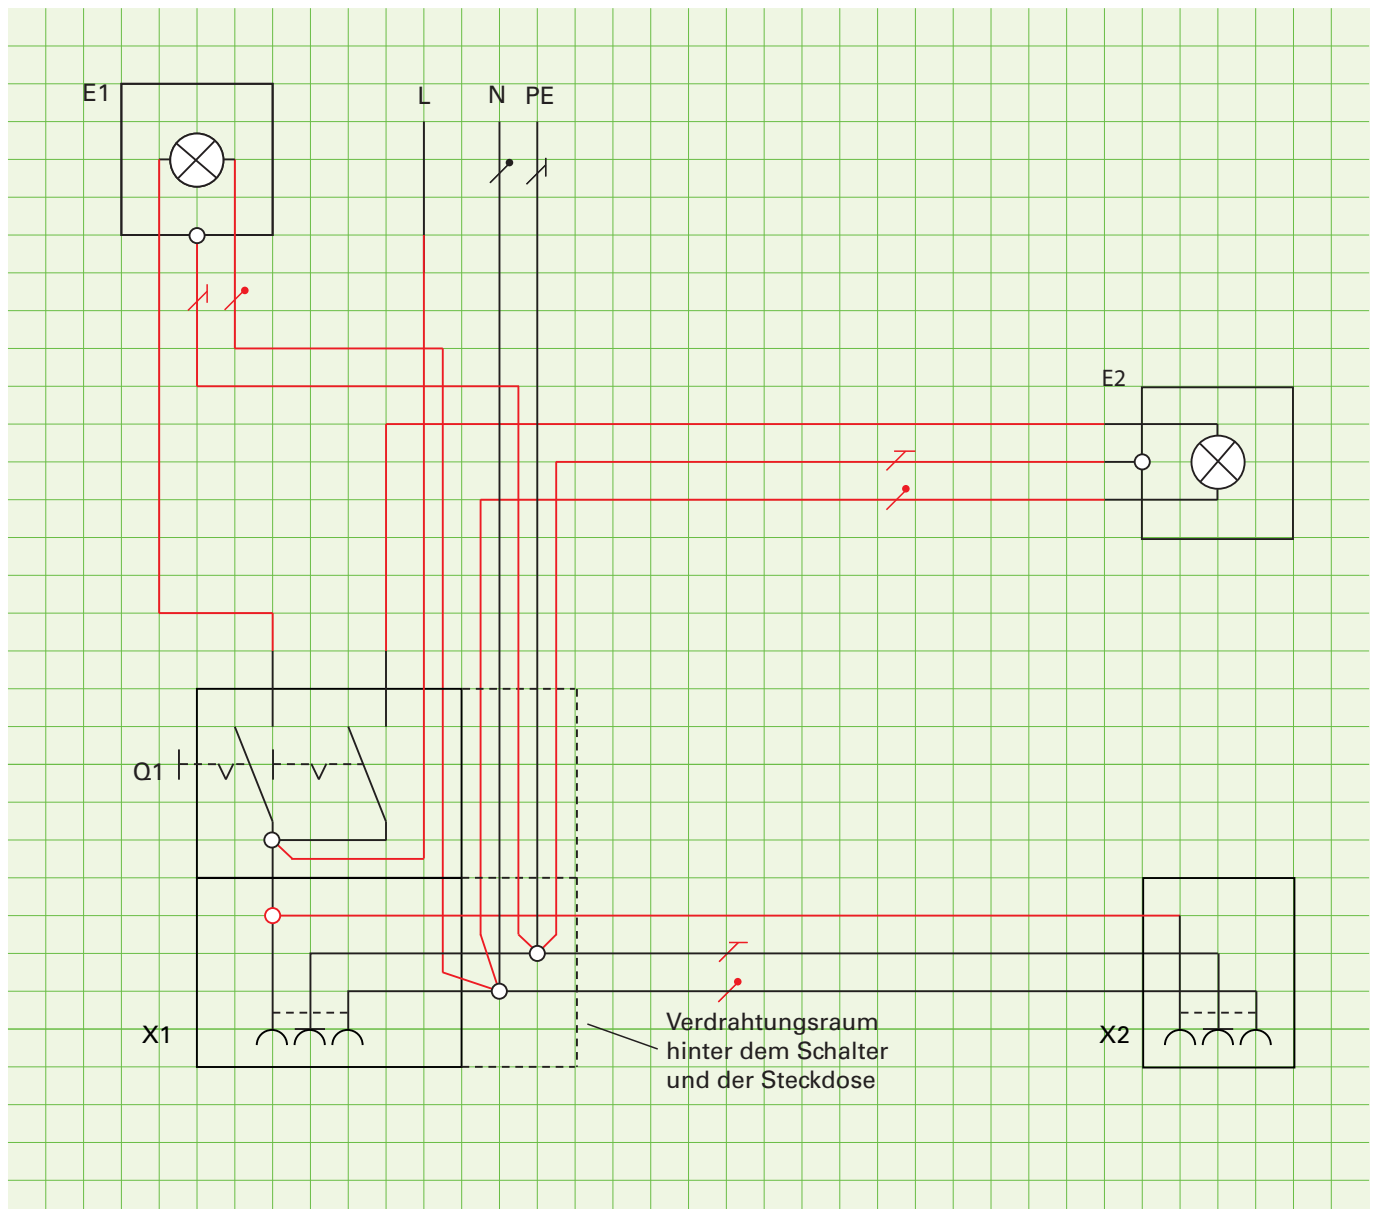 E1
L N PE
E2
Q1
X1
Verdrahtungsraum
hinter dem Schalter
und der Steckdose
X2